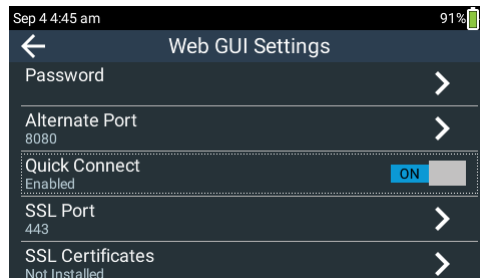 Sep 4 4:45 am 91%
Web GUI Settings
Password
Alternate Port
8080
Quick Connect
Enabled
ON
SSL Port
443
SSL Certificates
Not Installed